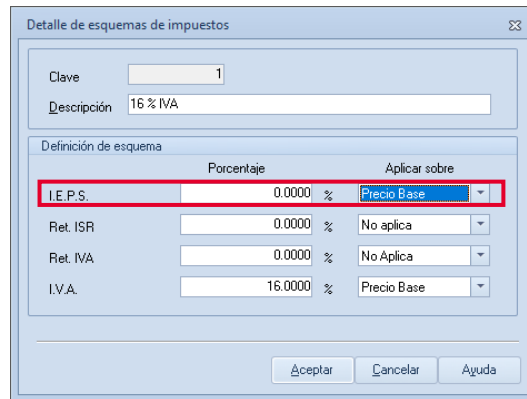 Detalle de esquemas de impuestos
Clave 1
Descripción 16 % IVA
Definición de esquema
Porcentaje Aplicar sobre
I.E.P.S. 0.0000 % Precio Base
Ret. ISR 0.0000 % No aplica
Ret. IVA 0.0000 % No Aplica
I.V.A. 16.0000 % Precio Base
Aceptar Cancelar Ayuda